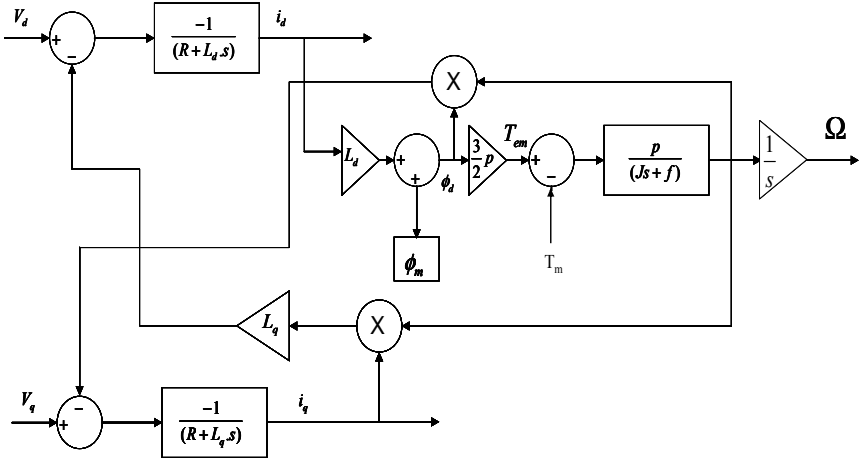 V_d
+
−
-1
(R+L_d.s)
i_d
X
L_d
+
+
ϕ_d
3
2
p
T_em
+
−
p
(Js+f)
1
s
Ω
ϕ_m
T_m
L_q
X
V_q
−
+
-1
(R+L_q.s)
i_q